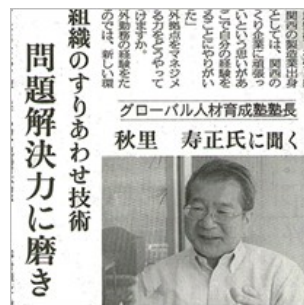 関西の製造業出身
としては、関西の
くり企業に頑張っ
いという思いがあ
こで自分の経験を
ることにやりがい
た」
外拠点をマネジメ
る力をどうやって
けますか。
外勤務の経験をた
のでは、新しい環
グローバル人材育成塾塾長
秋里　寿正氏に聞く
組織のすりあわせ技術
問題解決力に磨き